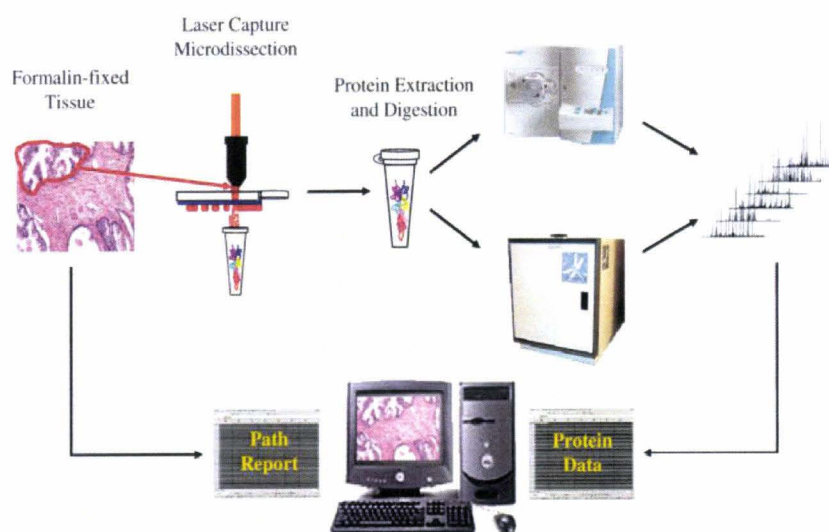 Laser Capture
Microdissection
Formalin-fixed
Tissue
Protein Extraction
and Digestion
Path
Report
Protein
Data